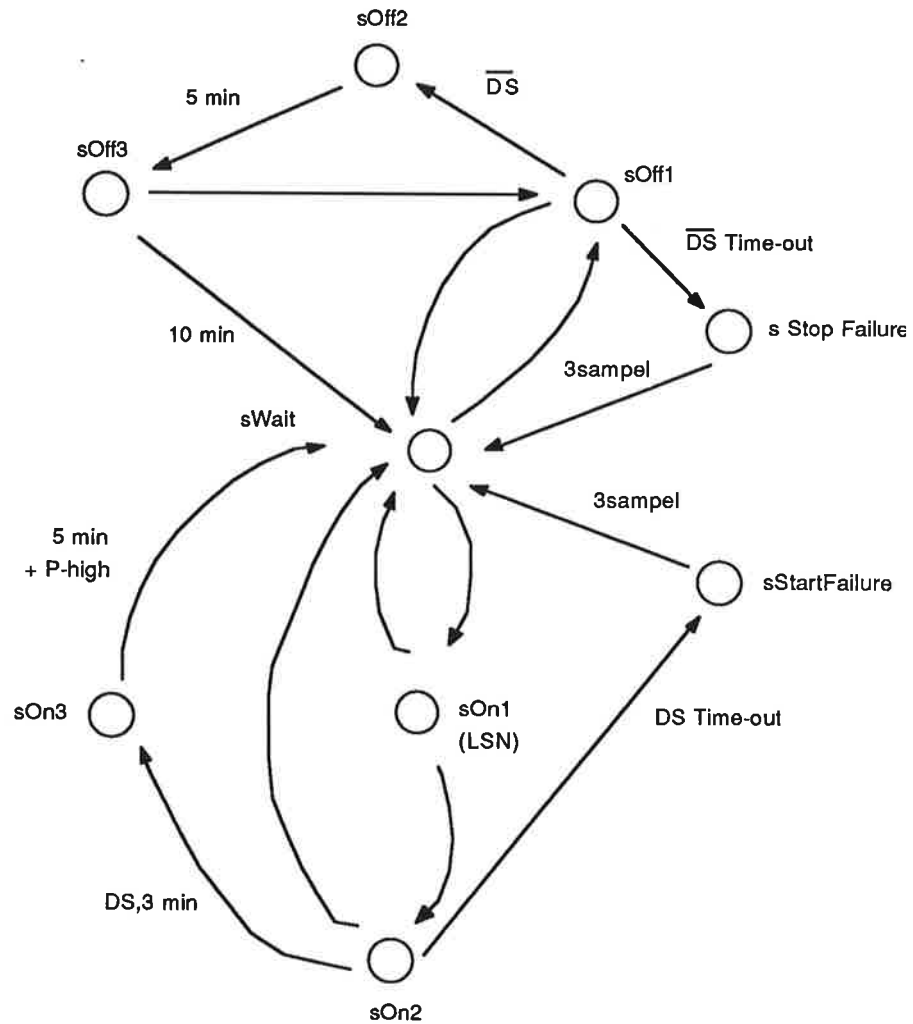 sOff2
DS
5 min
sOff3
sOff1
DS Time-out
10 min
s Stop Failure
3sampel
sWait
3sampel
5 min
+ P-high
sStartFailure
sOn3
sOn1
(LSN)
DS Time-out
DS,3 min
sOn2